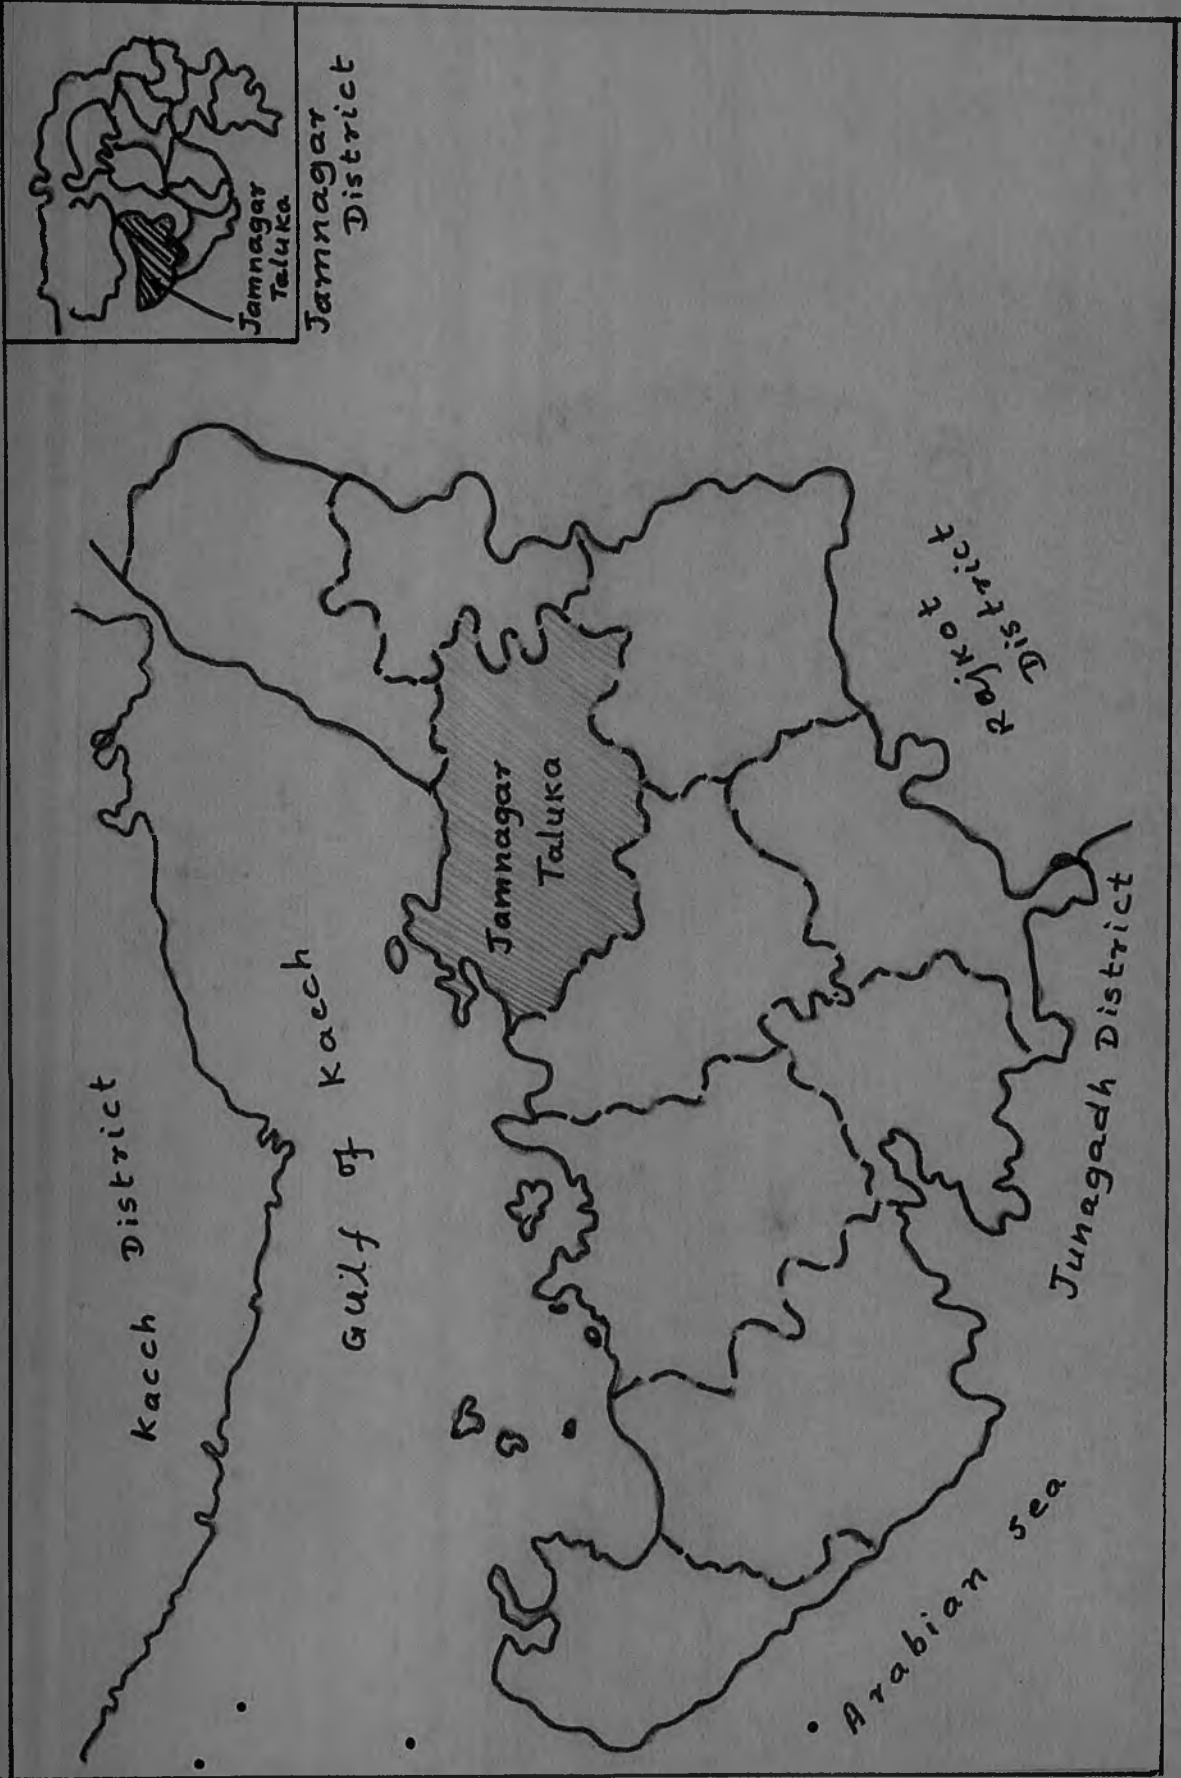 Jamnagar
Taluka
Jamnagar
District
Kacch District
Gulf of Kacch
Jamnagar
Taluka
Rajkot
District
Junagadh District
Arabian Sea